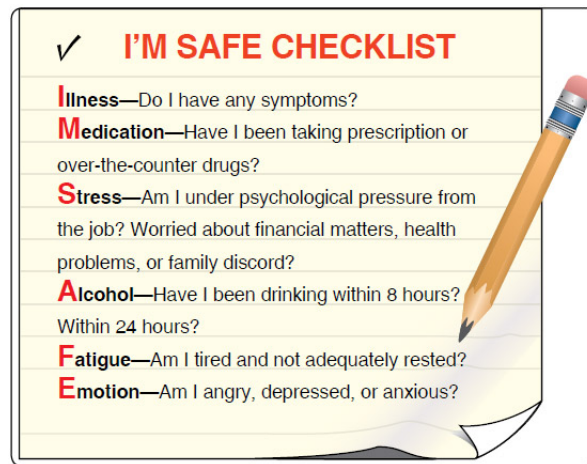 ✓ I'M SAFE CHECKLIST
Illness—Do I have any symptoms?
Medication—Have I been taking prescription or
over-the-counter drugs?
Stress—Am I under psychological pressure from
the job? Worried about financial matters, health
problems, or family discord?
Alcohol—Have I been drinking within 8 hours?
Within 24 hours?
Fatigue—Am I tired and not adequately rested?
Emotion—Am I angry, depressed, or anxious?